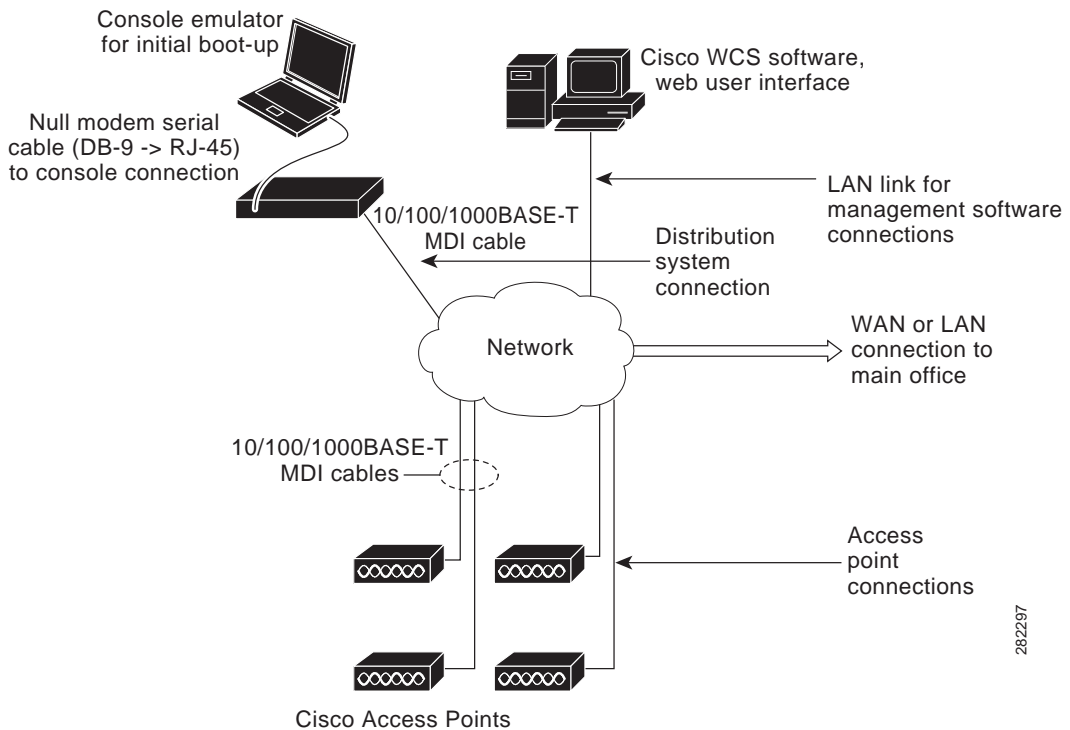 Console emulator
for initial boot-up
Cisco WCS software,
web user interface
Null modem serial
cable (DB-9 -> RJ-45)
to console connection
LAN link for
management software
connections
10/100/1000BASE-T
MDI cable
Distribution
system
connection
Network
WAN or LAN
connection to
main office
10/100/1000BASE-T
MDI cables
Access
point
connections
282297
Cisco Access Points